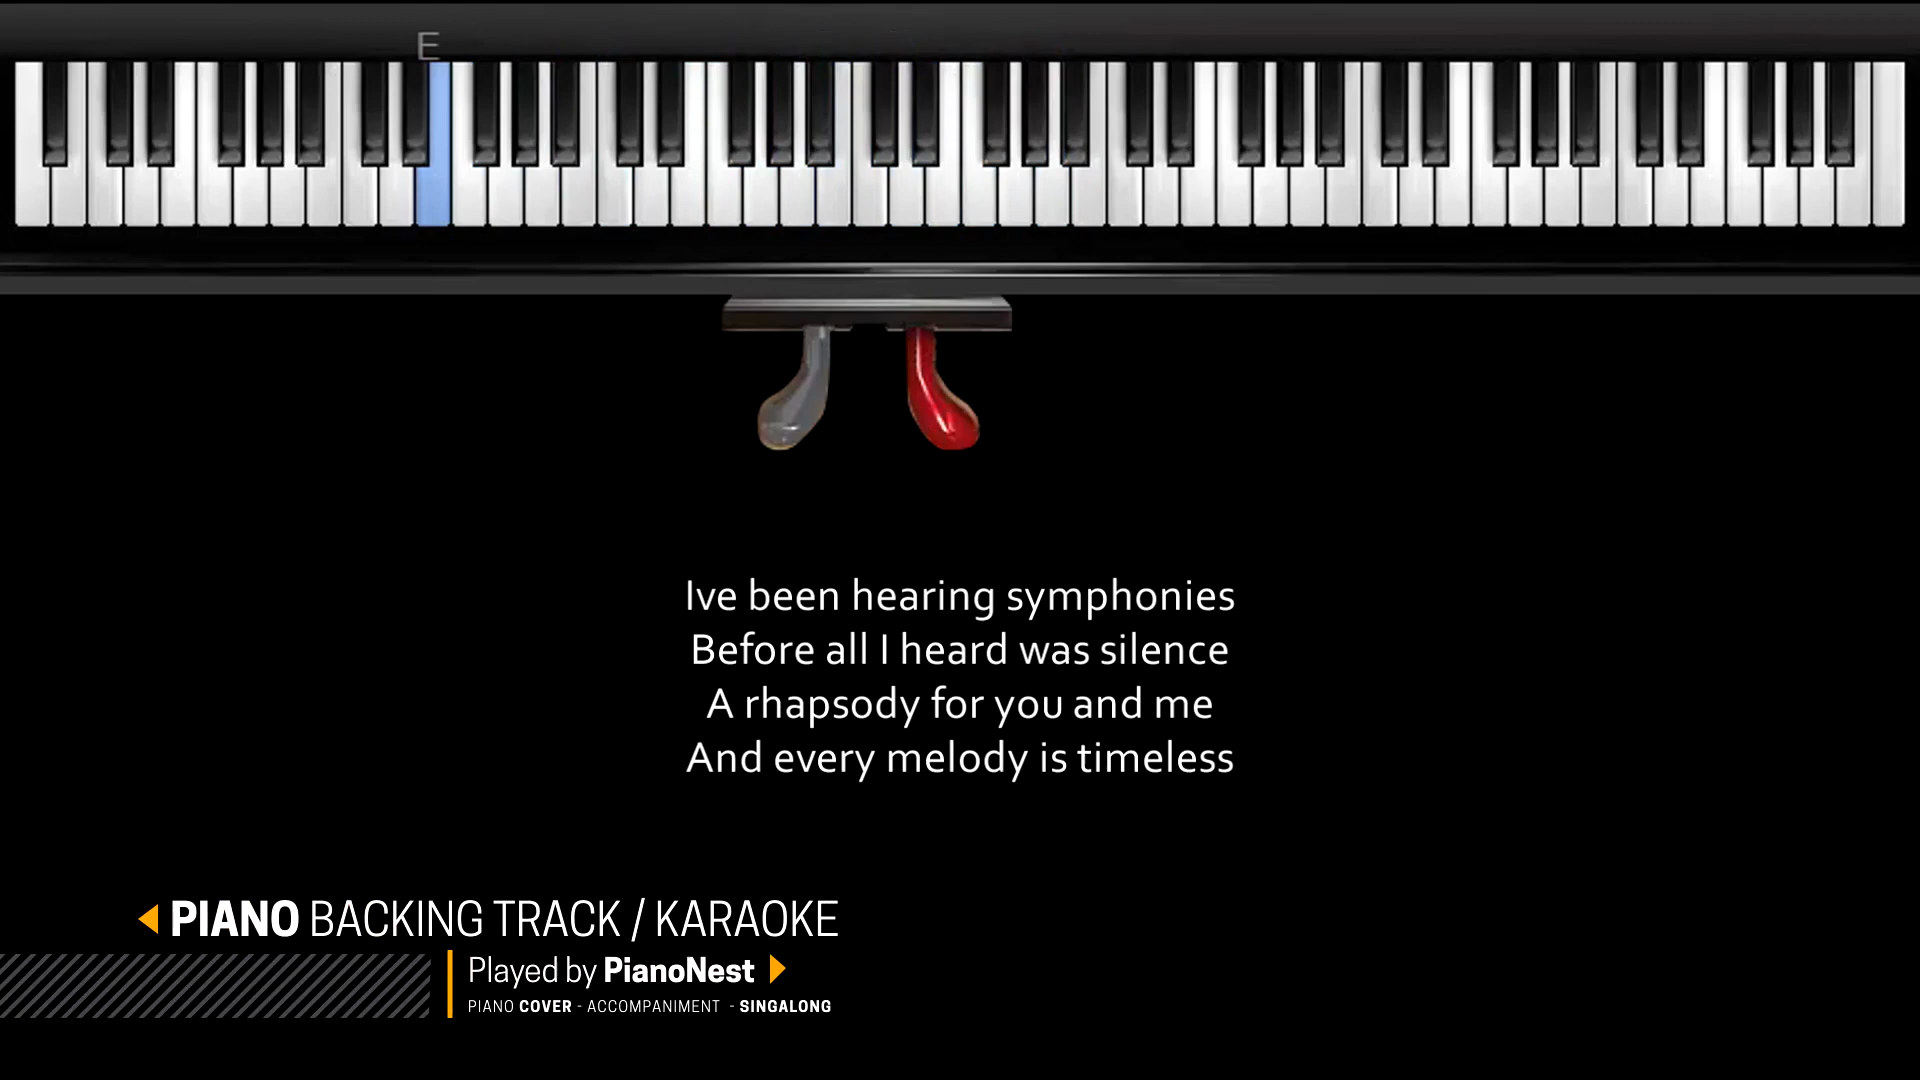 E
Ive been hearing symphonies
Before all I heard was silence
A rhapsody for you and me
And every melody is timeless
PIANO BACKING TRACK / KARAOKE
Played by PianoNest
PIANO COVER - ACCOMPANIMENT - SINGALONG